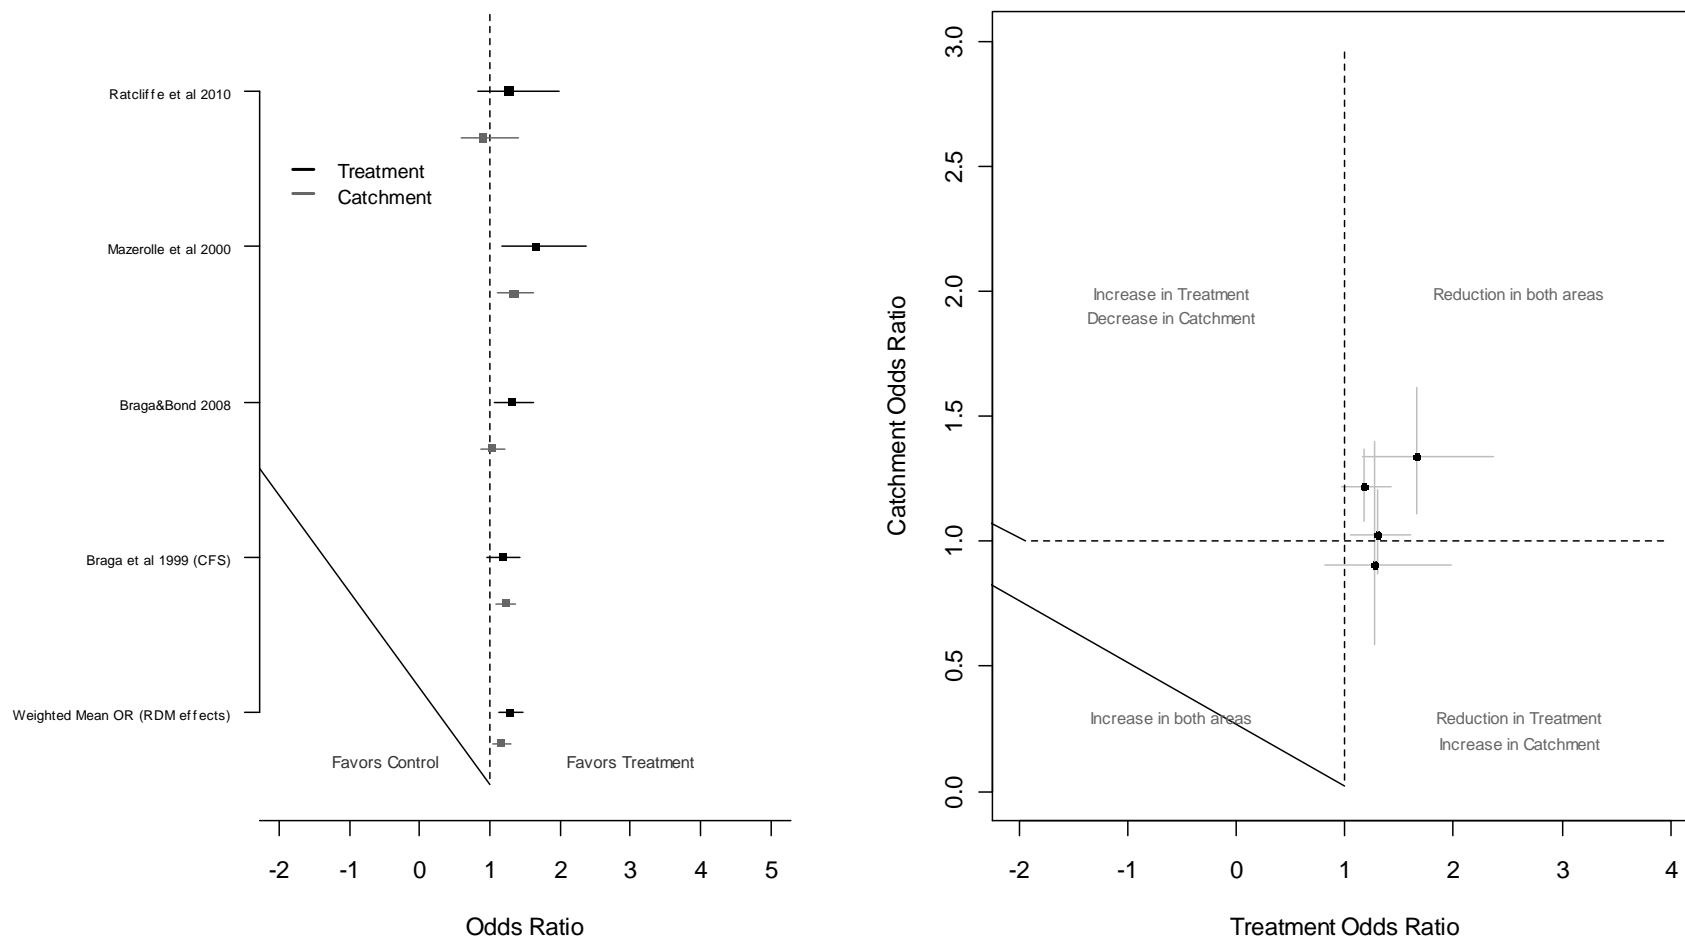 Ratcliffe et al 2010
Treatment
Catchment
Mazerolle et al 2000
Braga&Bond 2008
Braga et al 1999 (CFS)
Weighted Mean OR (RDM effects)
Favors Control
Favors Treatment
-2 -1 0 1 2 3 4 5
Odds Ratio
3.0
2.5
2.0
1.5
1.0
0.5
0.0
Catchment Odds Ratio
Increase in Treatment
Decrease in Catchment
Reduction in both areas
Increase in both areas
Reduction in Treatment
Increase in Catchment
-2 -1 0 1 2 3 4
Treatment Odds Ratio